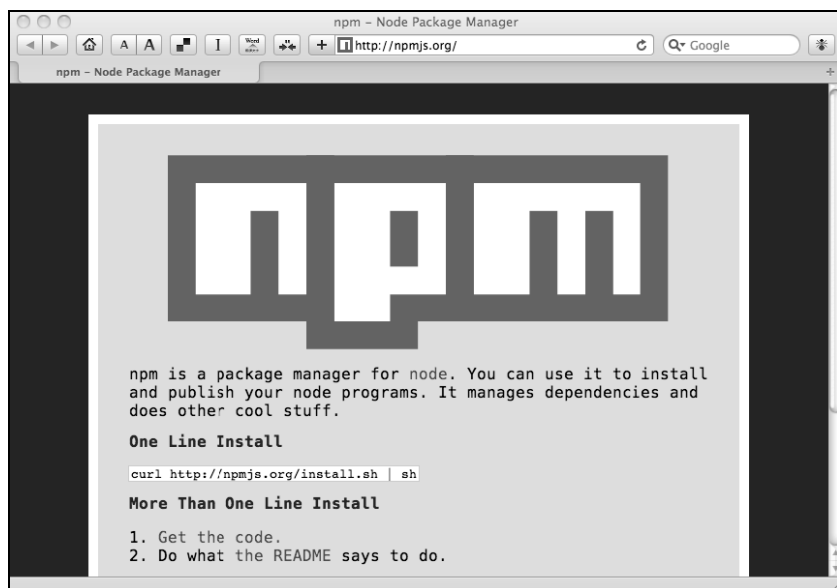 npm – Node Package Manager
A A I Word + http://npmjs.org/ Google
npm – Node Package Manager
npm
npm is a package manager for node. You can use it to install
and publish your node programs. It manages dependencies and
does other cool stuff.
One Line Install
curl http://npmjs.org/install.sh | sh
More Than One Line Install
1. Get the code.
2. Do what the README says to do.